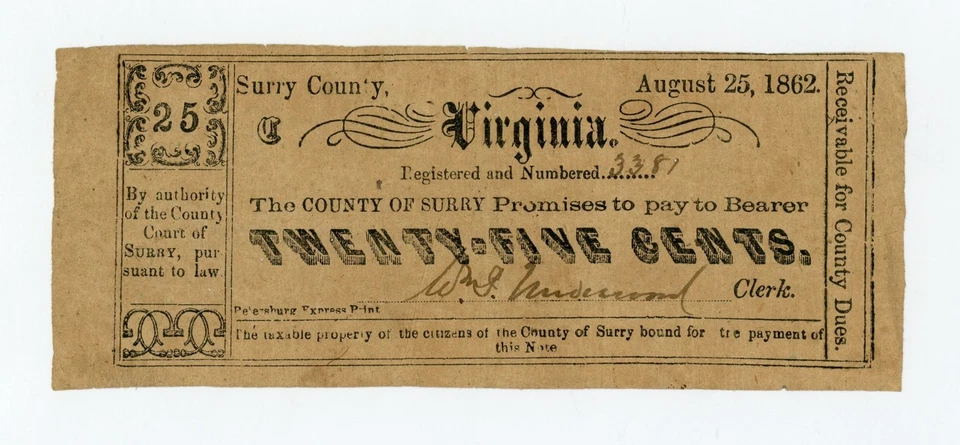 25
By authority
of the County
Court of
SURRY, pur-
suant to law.
Surry County,
August 25, 1862.
C
Virginia.
Registered and Numbered.........3381
The COUNTY OF SURRY Promises to pay to Bearer
TWENTY-FIVE CENTS.
Wm. S. Underwood Clerk.
Petersburg Express Print
The taxable property of the citizens of the County of Surry bound for the payment of
this Note
Receivable for County Dues.